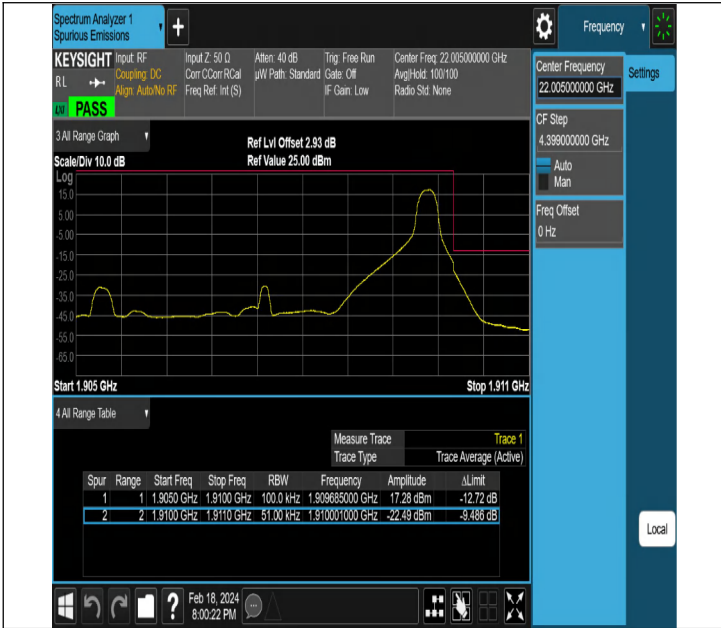 Spectrum Analyzer 1
Spurious Emissions
+
Frequency
KEYSIGHT
RL
Input: RF
Coupling: DC
Align: Auto/No RF
Input Z: 50 Ω
Corr CCorr RCal
Freq Ref: Int (S)
Atten: 40 dB
µW Path: Standard
Trig: Free Run
Gate: Off
IF Gain: Low
Center Freq: 22.005000000 GHz
Avg|Hold: 100/100
Radio Std: None
PASS
Center Frequency
22.005000000 GHz
Settings
CF Step
4.399000000 GHz
Auto
Man
Freq Offset
0 Hz
3 All Range Graph
Scale/Div 10.0 dB
Ref Lvl Offset 2.93 dB
Ref Value 25.00 dBm
Log
15.0
5.00
-5.00
-15.0
-25.0
-35.0
-45.0
-55.0
-65.0
Start 1.905 GHz
Stop 1.911 GHz
4 All Range Table
Measure Trace Trace 1
Trace Type Trace Average (Active)
Spur Range Start Freq Stop Freq RBW Frequency Amplitude ΔLimit
1 1 1.9050 GHz 1.9100 GHz 100.0 kHz 1.909685000 GHz 17.28 dBm -12.72 dB
2 2 1.9100 GHz 1.9110 GHz 51.00 kHz 1.910001000 GHz -22.49 dBm -9.486 dB
Local
?
Feb 18, 2024
8:00:22 PM